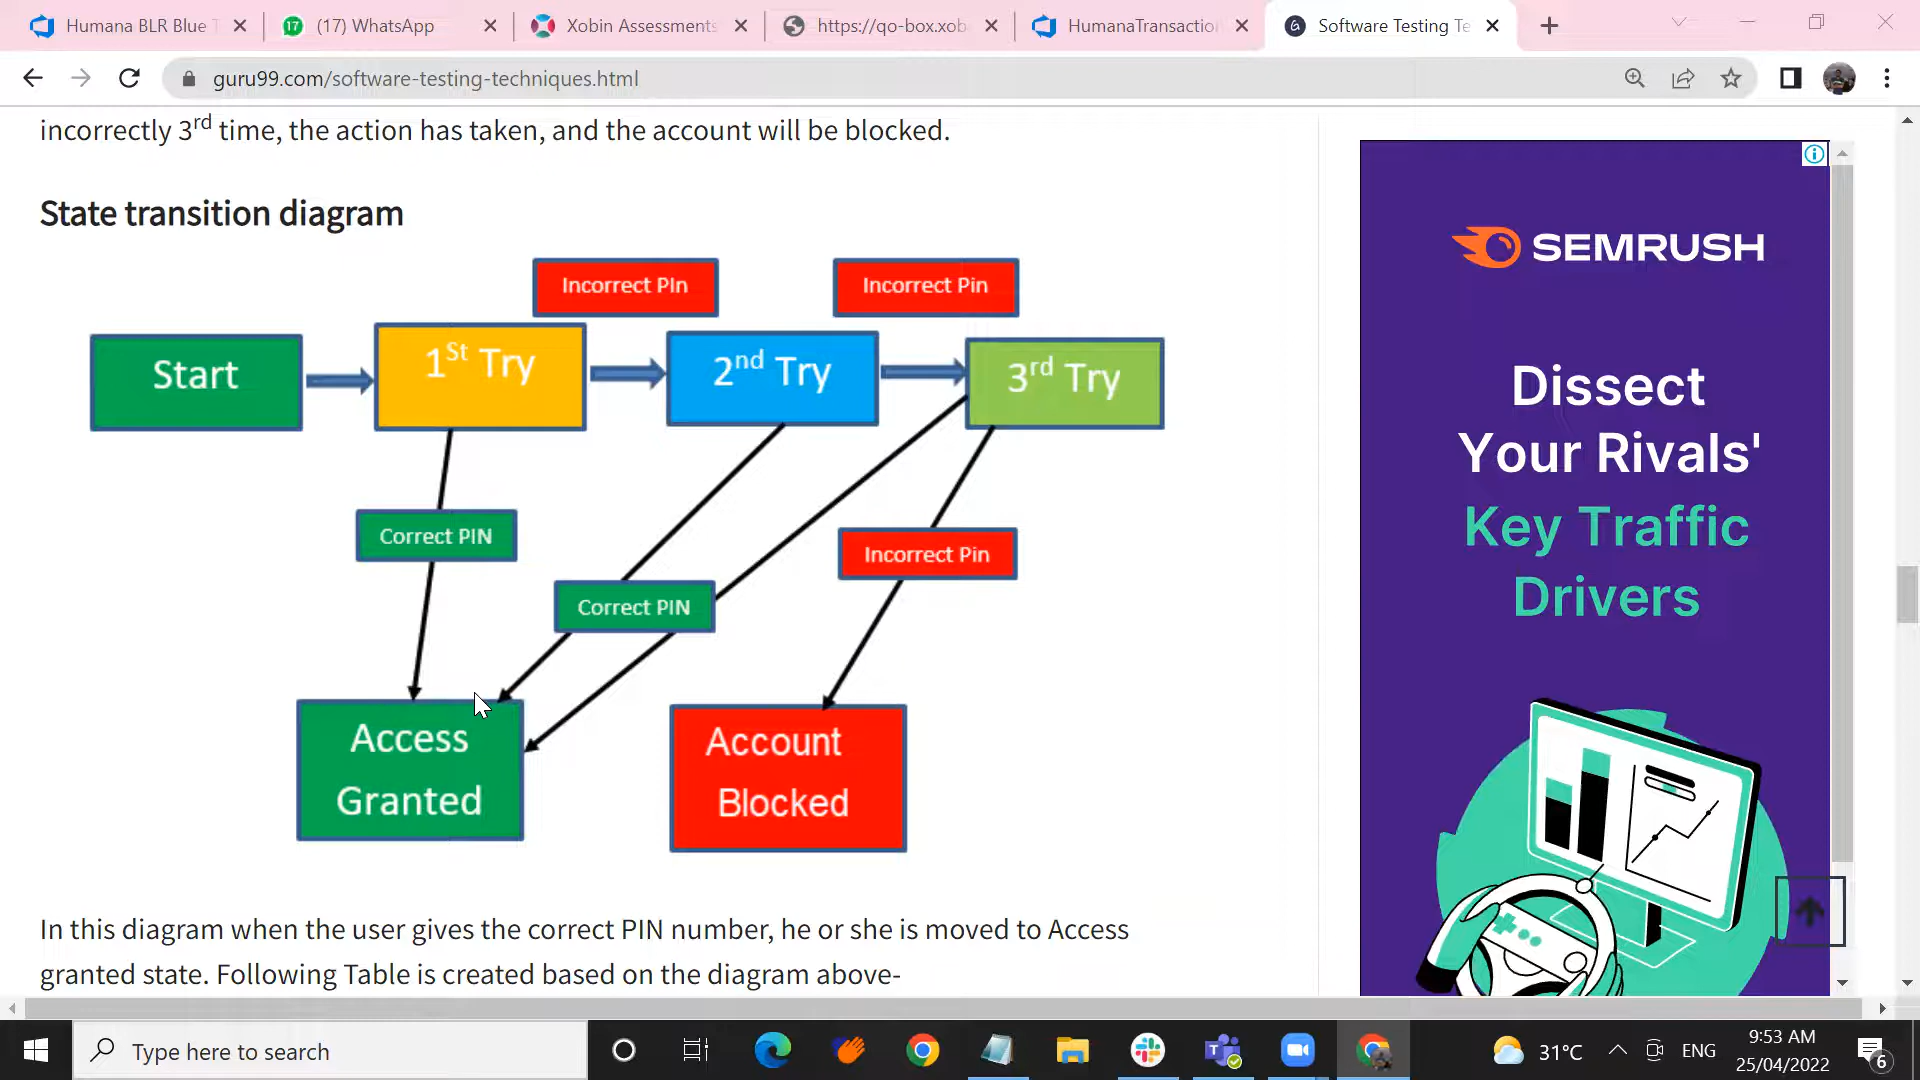 Humana BLR Blue T
(17) WhatsApp
Xobin Assessments
https://qo-box.xob
HumanaTransactio
Software Testing Te
guru99.com/software-testing-techniques.html
incorrectly 3rd time, the action has taken, and the account will be blocked.
State transition diagram
Incorrect PIn
Incorrect Pin
Start
1St Try
2nd Try
3rd Try
Correct PIN
Incorrect Pin
Correct PIN
Access
Granted
Account
Blocked
In this diagram when the user gives the correct PIN number, he or she is moved to Access
granted state. Following Table is created based on the diagram above-
SEMRUSH
Dissect
Your Rivals'
Key Traffic
Drivers
Type here to search
31°C
ENG
9:53 AM
25/04/2022
6